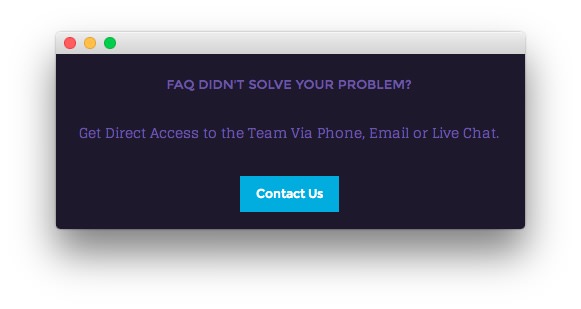 FAQ DIDN'T SOLVE YOUR PROBLEM?
Get Direct Access to the Team Via Phone, Email or Live Chat.
Contact Us